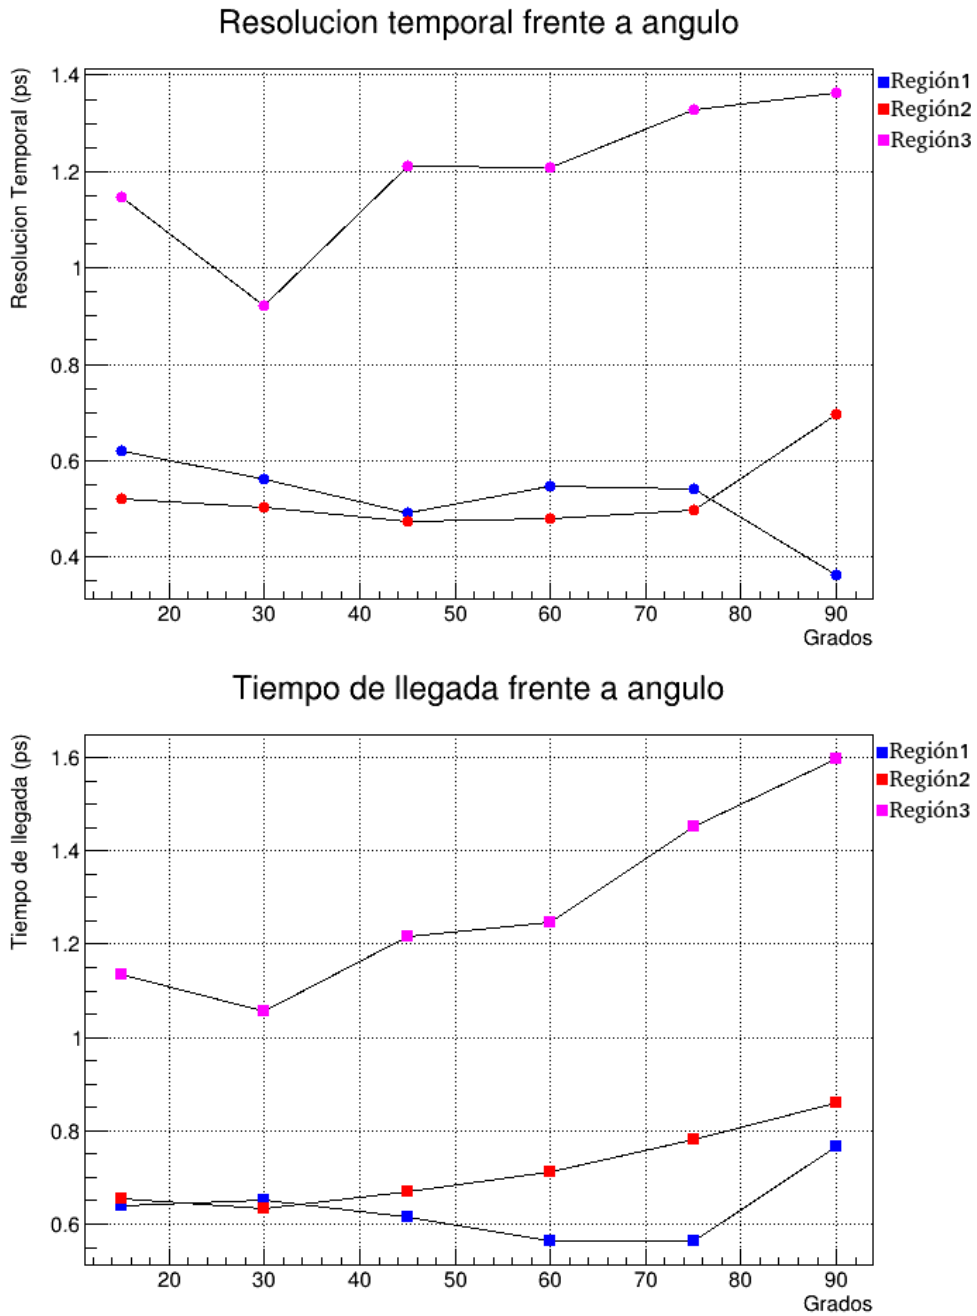 Resolucion temporal frente a angulo
Resolucion Temporal (ps)
1.4
1.2
1
0.8
0.6
0.4
20 30 40 50 60 70 80 90
Grados
Región1
Región2
Región3
Tiempo de llegada frente a angulo
Tiempo de llegada (ps)
1.6
1.4
1.2
1
0.8
0.6
20 30 40 50 60 70 80 90
Grados
Región1
Región2
Región3